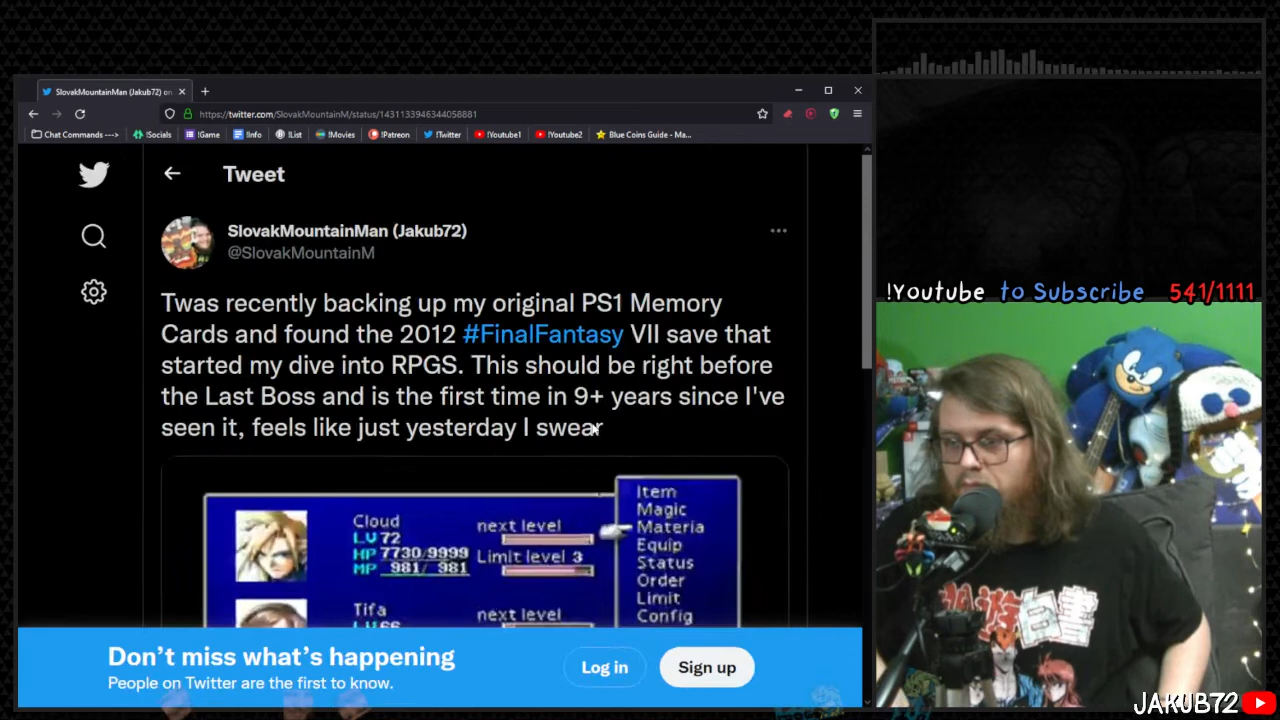 SlovakMountainMan (Jakub72) on
https://twitter.com/SlovakMountainM/status/1431133946344058881
Chat Commands ---> !Socials !Game !Info !List !Movies !Patreon !Twitter !Youtube1 !Youtube2 Blue Coins Guide - Ma...
Tweet
SlovakMountainMan (Jakub72)
@SlovakMountainM
Twas recently backing up my original PS1 Memory
Cards and found the 2012 #FinalFantasy VII save that
started my dive into RPGS. This should be right before
the Last Boss and is the first time in 9+ years since I've
seen it, feels like just yesterday I swear
Cloud
LV 72
HP 7730/9999
MP 981/ 981
next level
Limit level 3
Tifa
LV 66
next level
Item
Magic
Materia
Equip
Status
Order
Limit
Config
Don't miss what's happening
People on Twitter are the first to know.
Log in
Sign up
!Youtube to Subscribe 541/1111
幽遊白書
JAKUB72